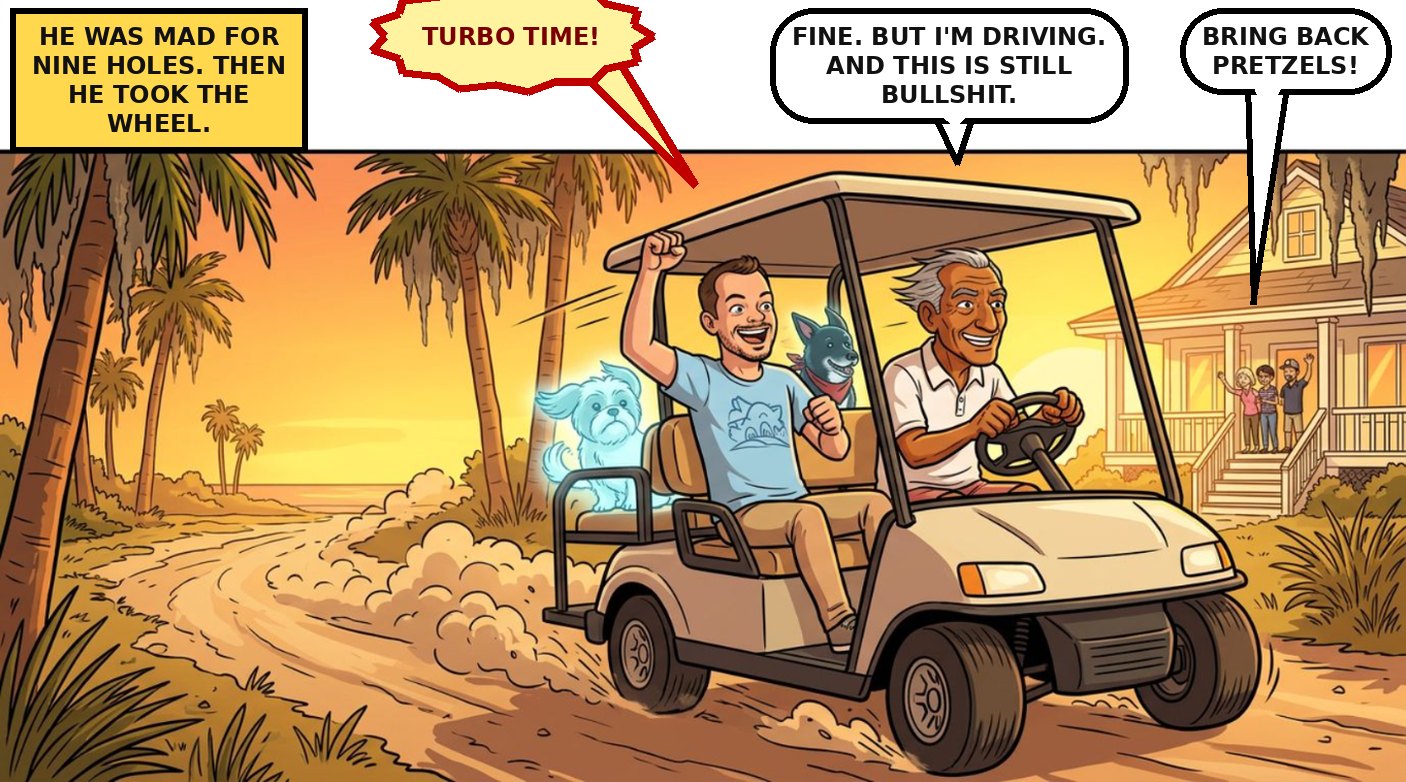 HE WAS MAD FOR
NINE HOLES. THEN
HE TOOK THE
WHEEL.
TURBO TIME!
FINE. BUT I'M DRIVING.
AND THIS IS STILL
BULLSHIT.
BRING BACK
PRETZELS!